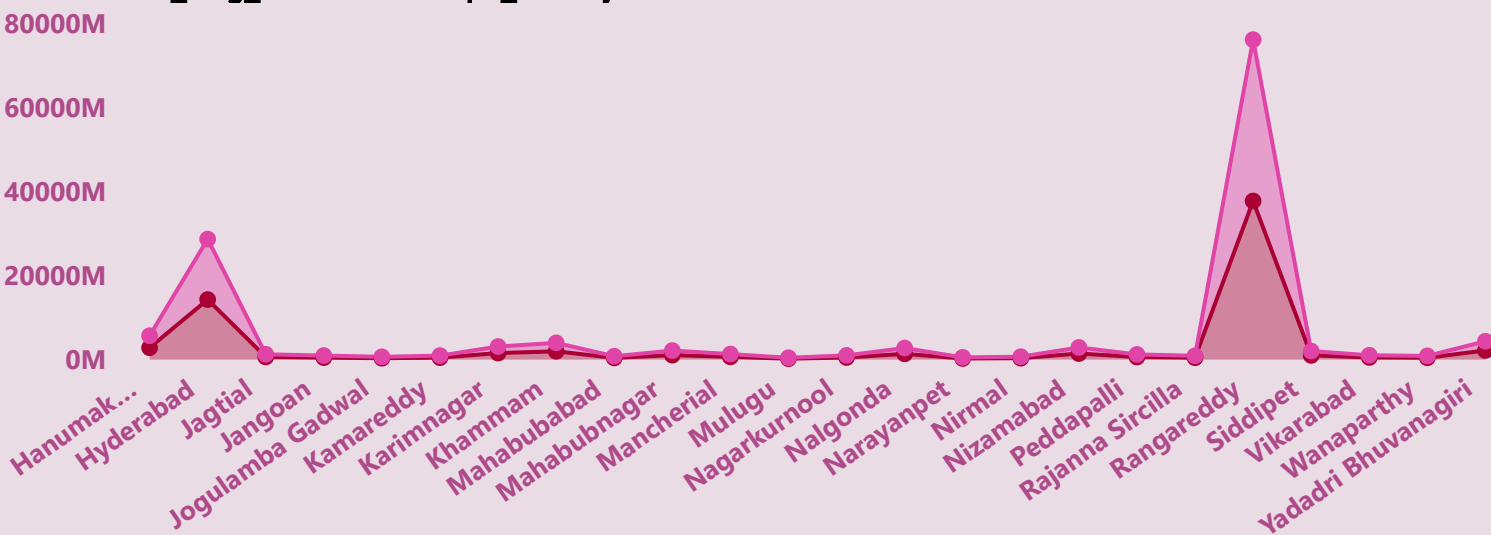 80000M
60000M
40000M
20000M
0M
Hanumak...
Hyderabad
Jagtial
Jangoan
Jogulamba Gadwal
Kamareddy
Karimnagar
Khammam
Mahabubabad
Mahabubnagar
Mancherial
Mulugu
Nagarkurnool
Nalgonda
Narayanpet
Nirmal
Nizamabad
Peddapalli
Rajanna Sircilla
Rangareddy
Siddipet
Vikarabad
Wanaparthy
Yadadri Bhuvanagiri